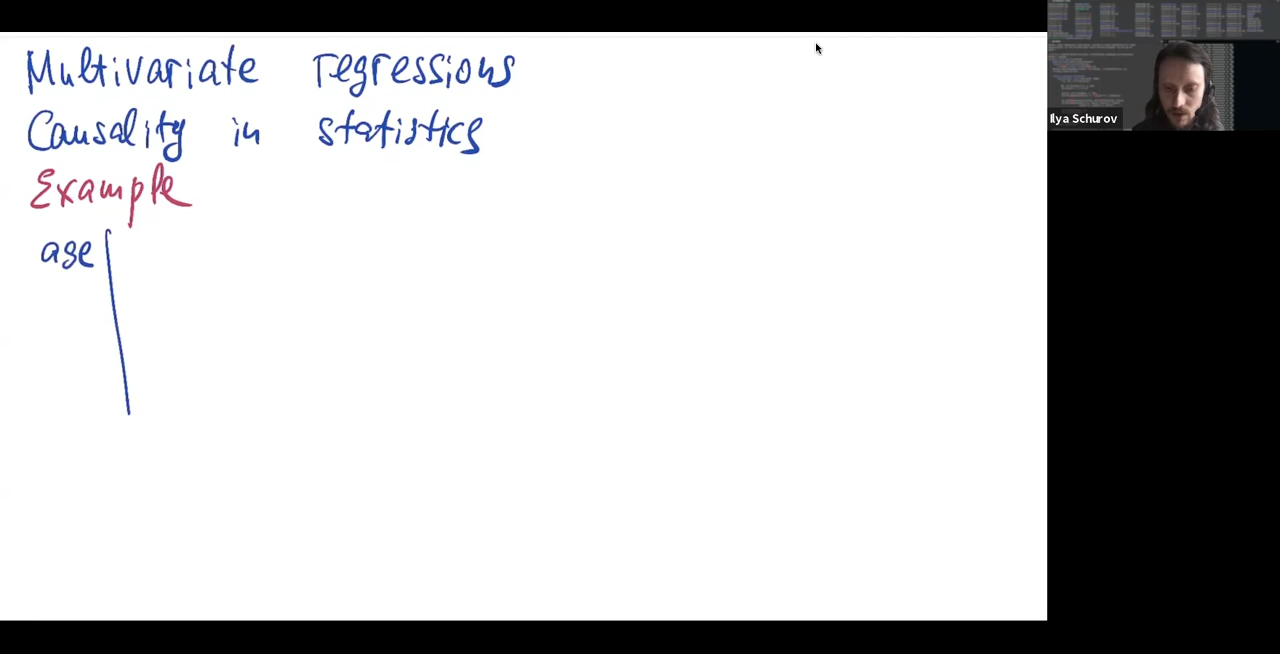 Multivariate regressions
Causality in statistics
Example
age
Ilya Schurov